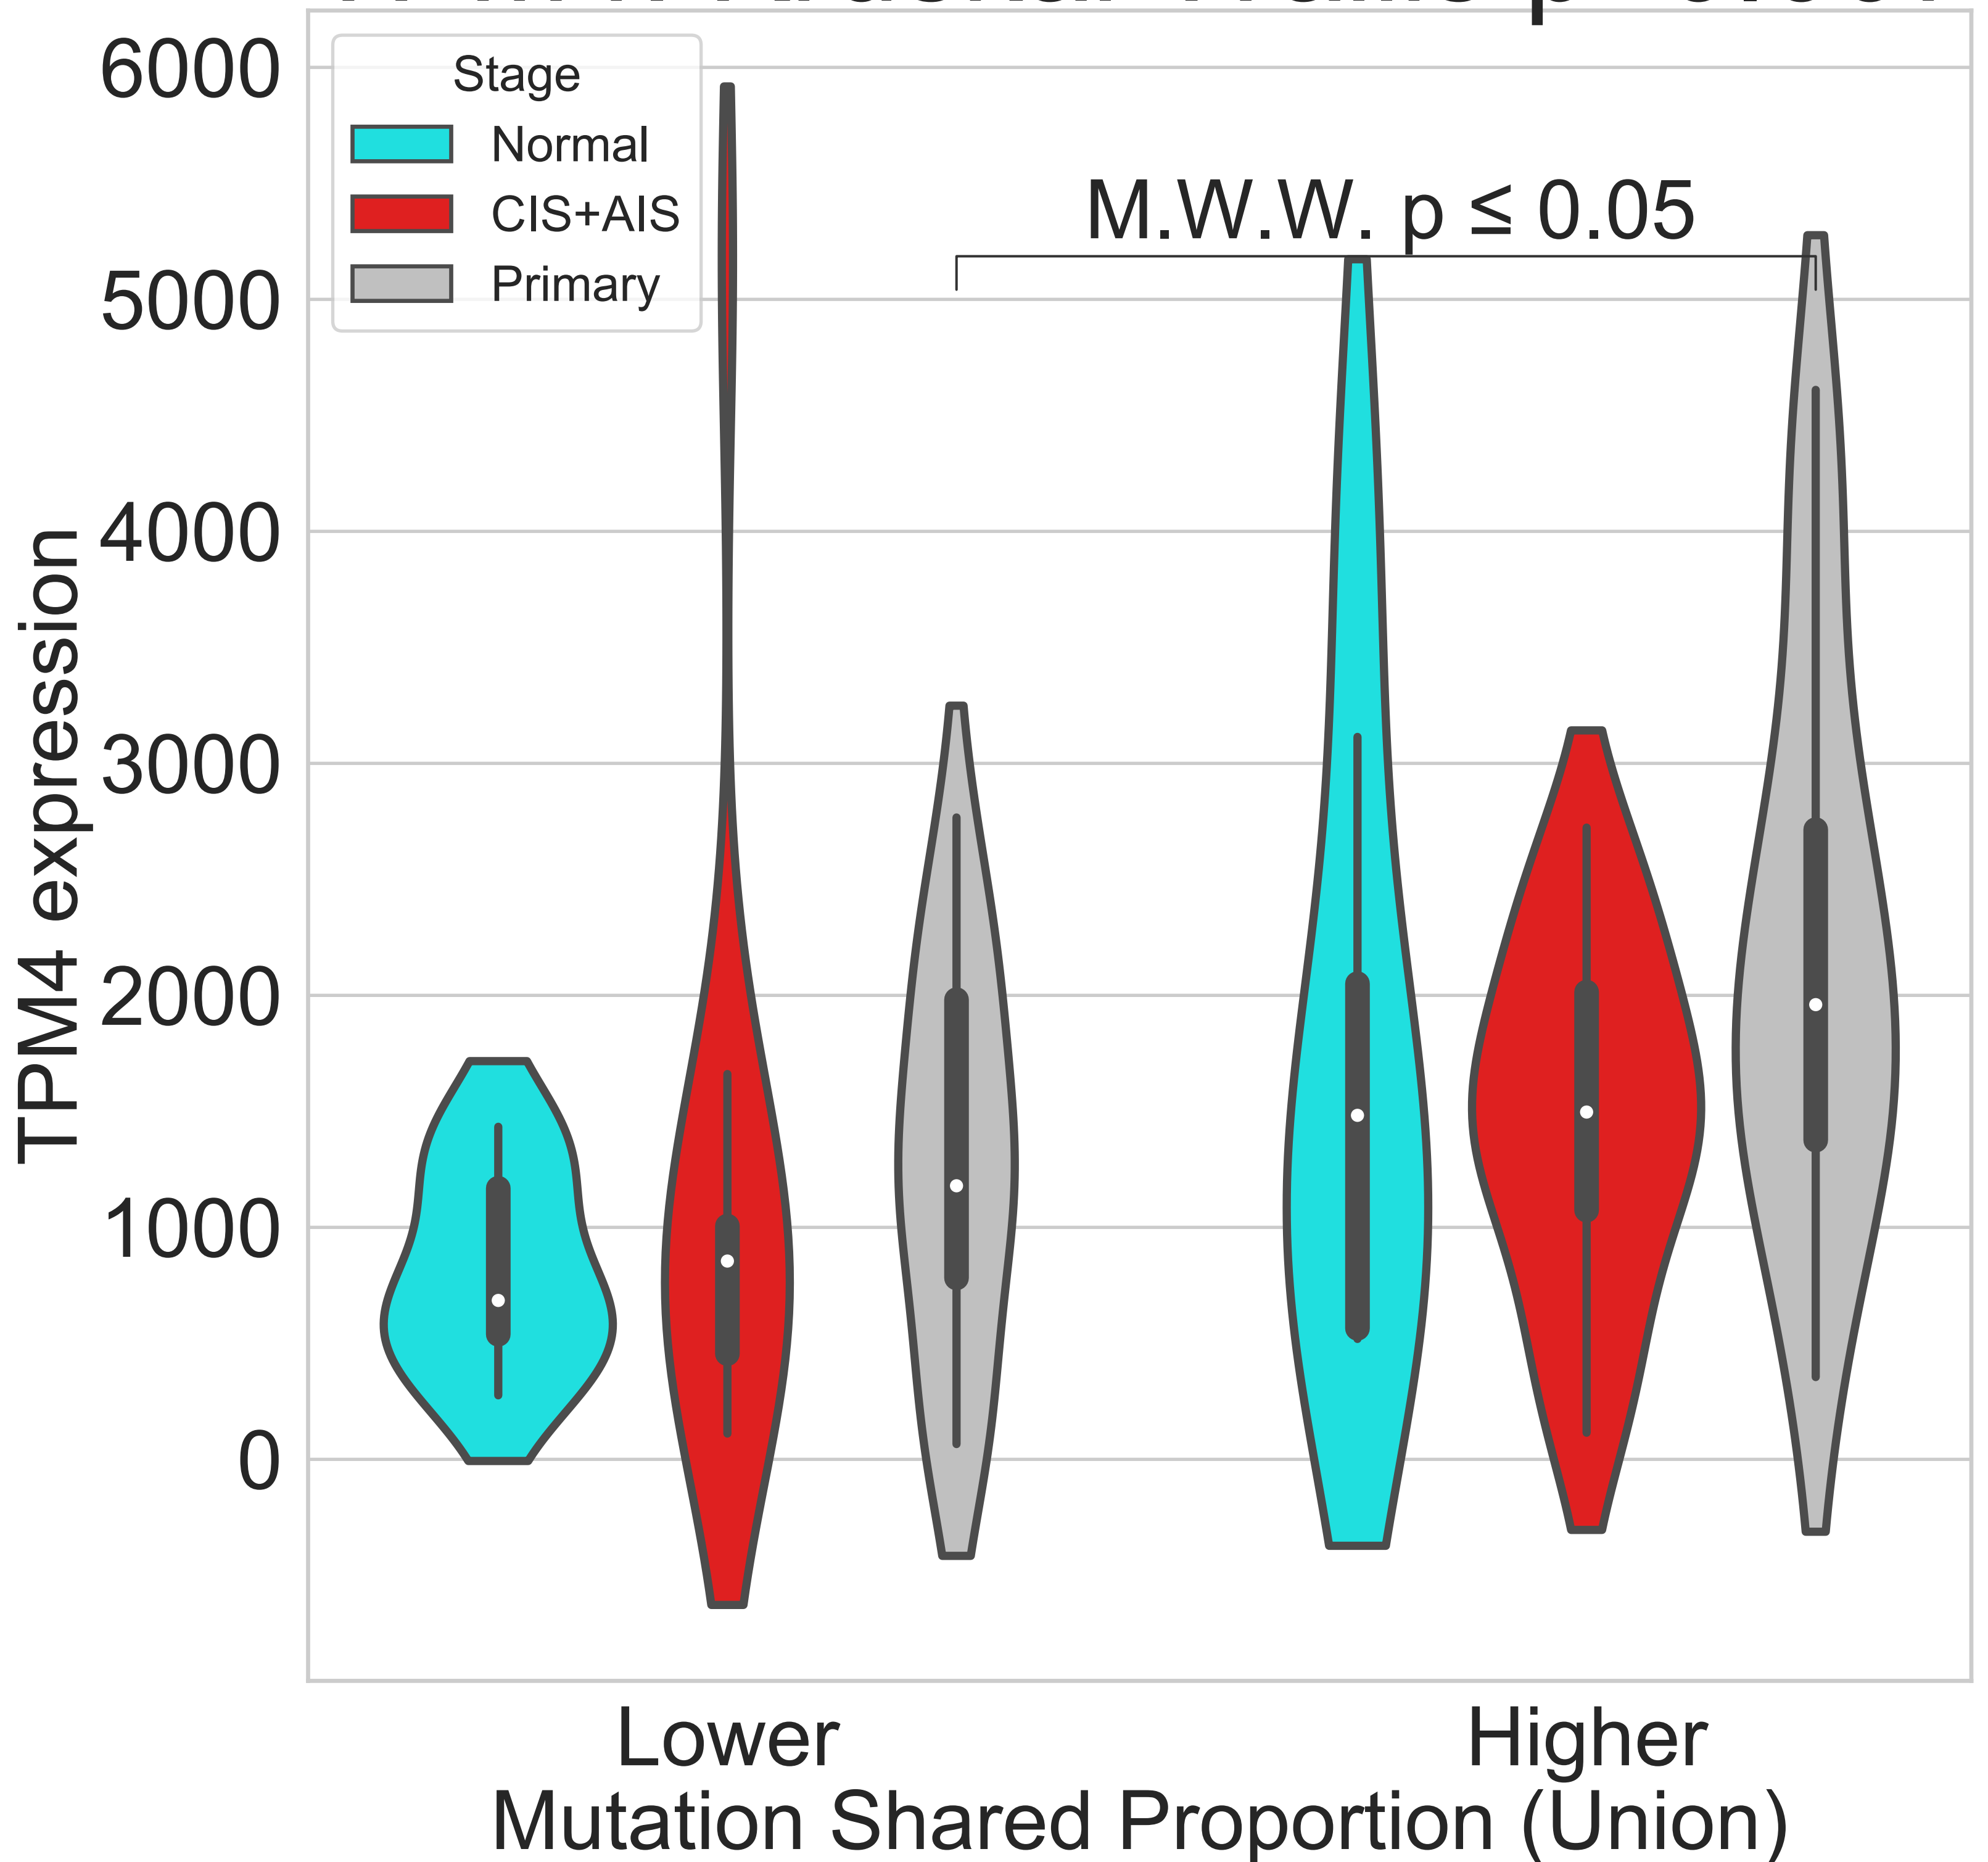 6000
5000
4000
3000
2000
1000
0
TPM4 expression
Stage
Normal
CIS+AIS
Primary
M.W.W. p ≤ 0.05
Lower
Higher
Mutation Shared Proportion (Union)